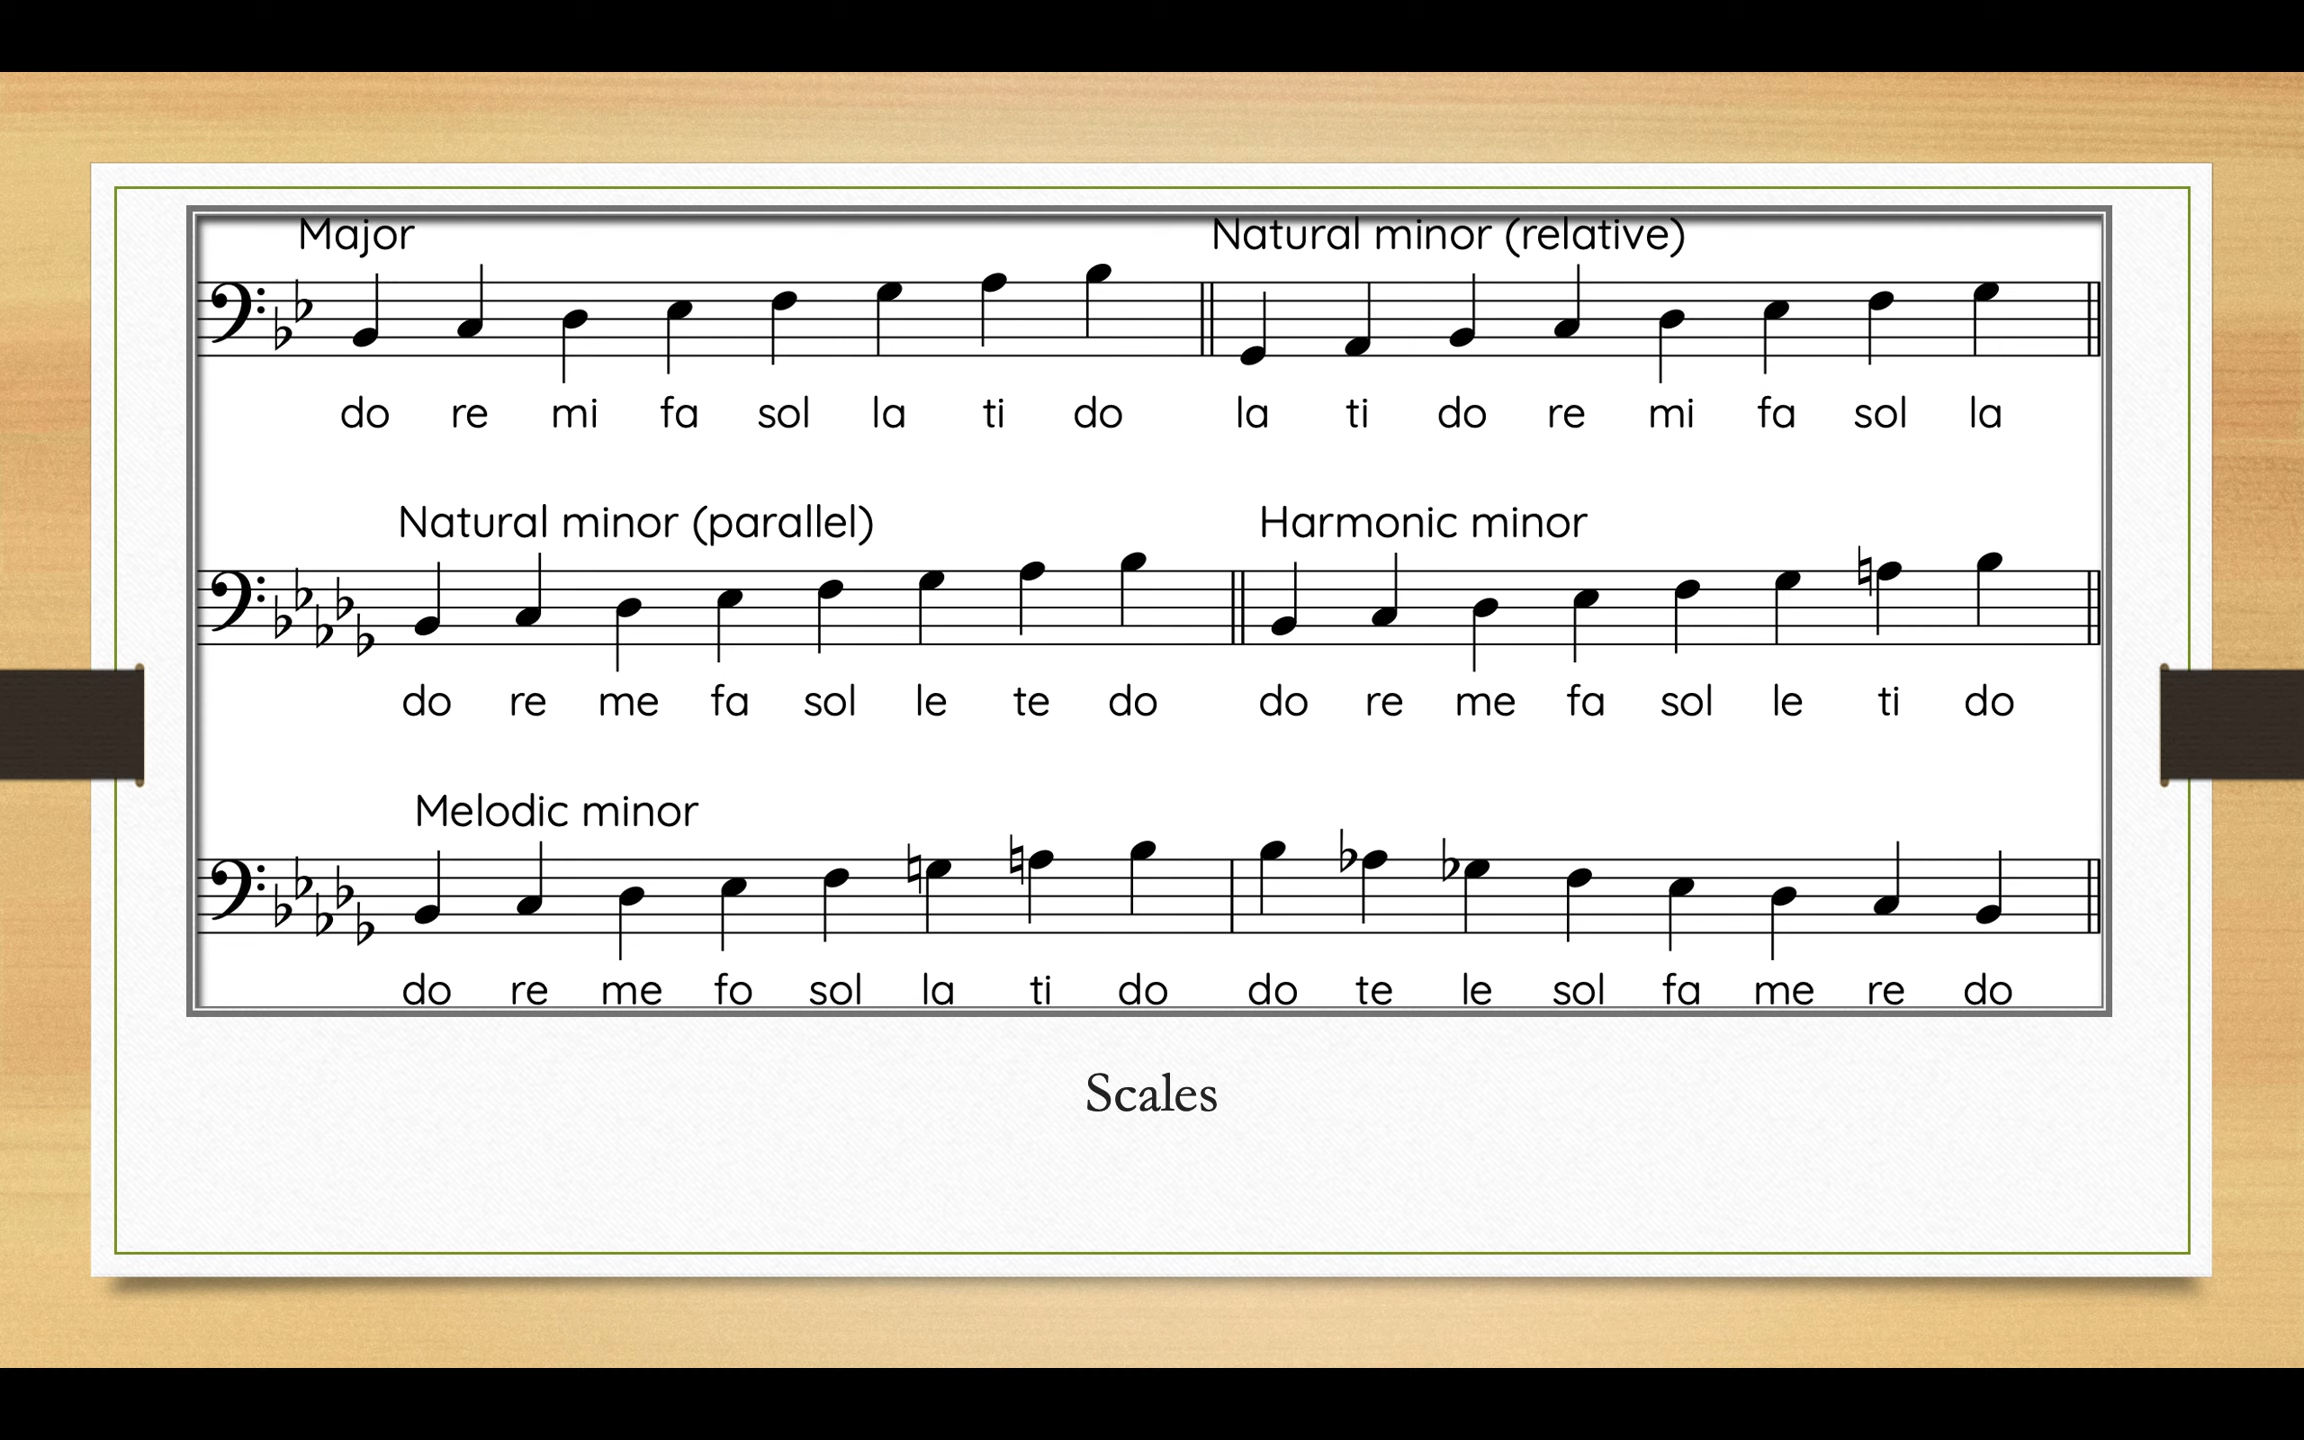 Major Natural minor (relative)
do re mi fa sol la ti do la ti do re mi fa sol la
Natural minor (parallel) Harmonic minor
do re me fa sol le te do do re me fa sol le ti do
Melodic minor
do re me fo sol la ti do do te le sol fa me re do
Scales